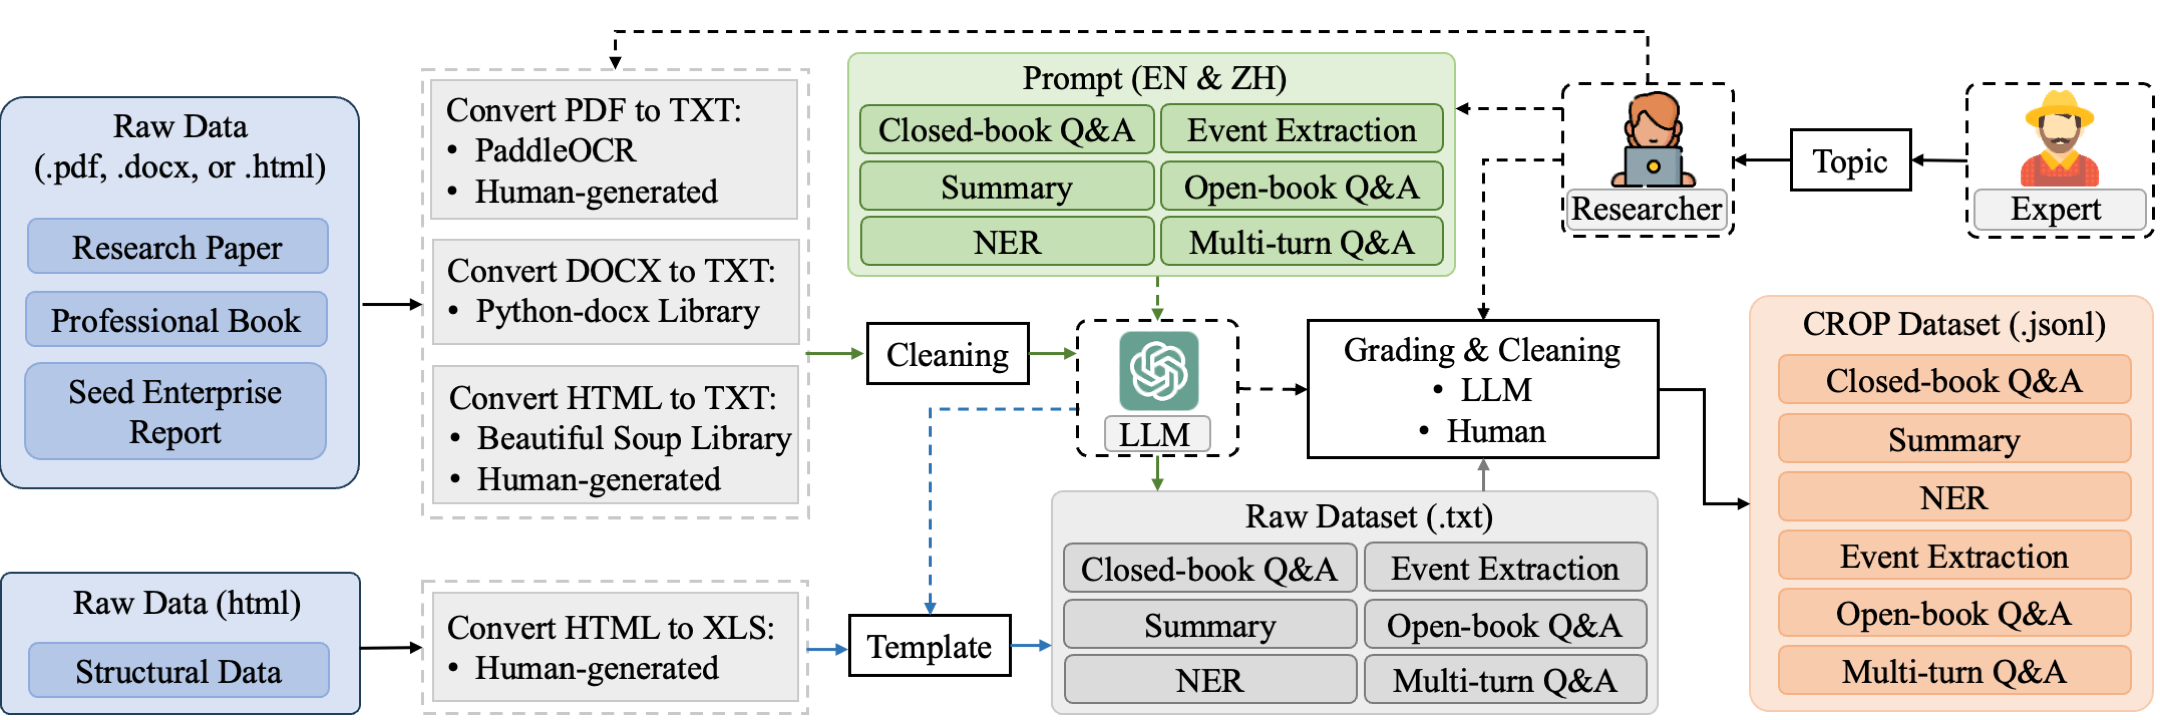 Raw Data
(.pdf, .docx, or .html)
Research Paper
Professional Book
Seed Enterprise
Report
Raw Data (html)
Structural Data
Convert PDF to TXT:
• PaddleOCR
• Human-generated
Convert DOCX to TXT:
• Python-docx Library
Convert HTML to TXT:
• Beautiful Soup Library
• Human-generated
Convert HTML to XLS:
• Human-generated
Cleaning
Template
Prompt (EN & ZH)
Closed-book Q&A
Event Extraction
Summary
Open-book Q&A
NER
Multi-turn Q&A
LLM
Raw Dataset (.txt)
Closed-book Q&A
Event Extraction
Summary
Open-book Q&A
NER
Multi-turn Q&A
Grading & Cleaning
• LLM
• Human
Researcher
Topic
Expert
CROP Dataset (.jsonl)
Closed-book Q&A
Summary
NER
Event Extraction
Open-book Q&A
Multi-turn Q&A